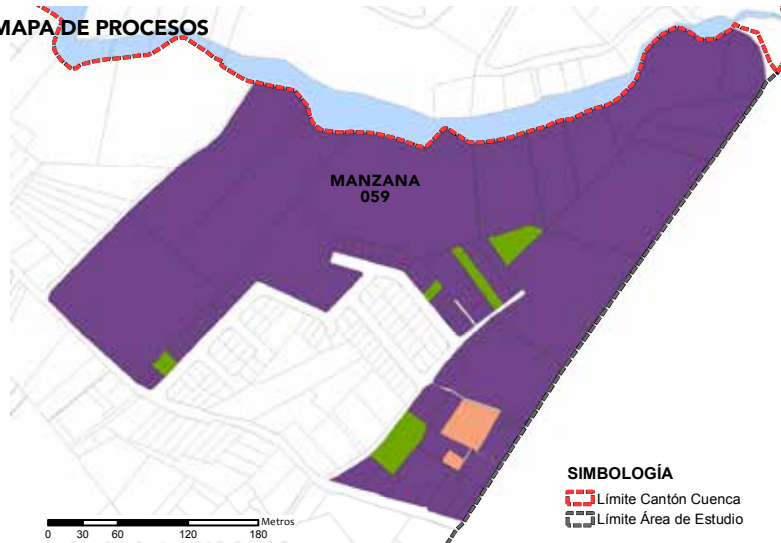 MAPA DE PROCESOS
MANZANA
059
SIMBOLOGÍA
Límite Cantón Cuenca
Límite Área de Estudio
Metros
0 30 60 120 180